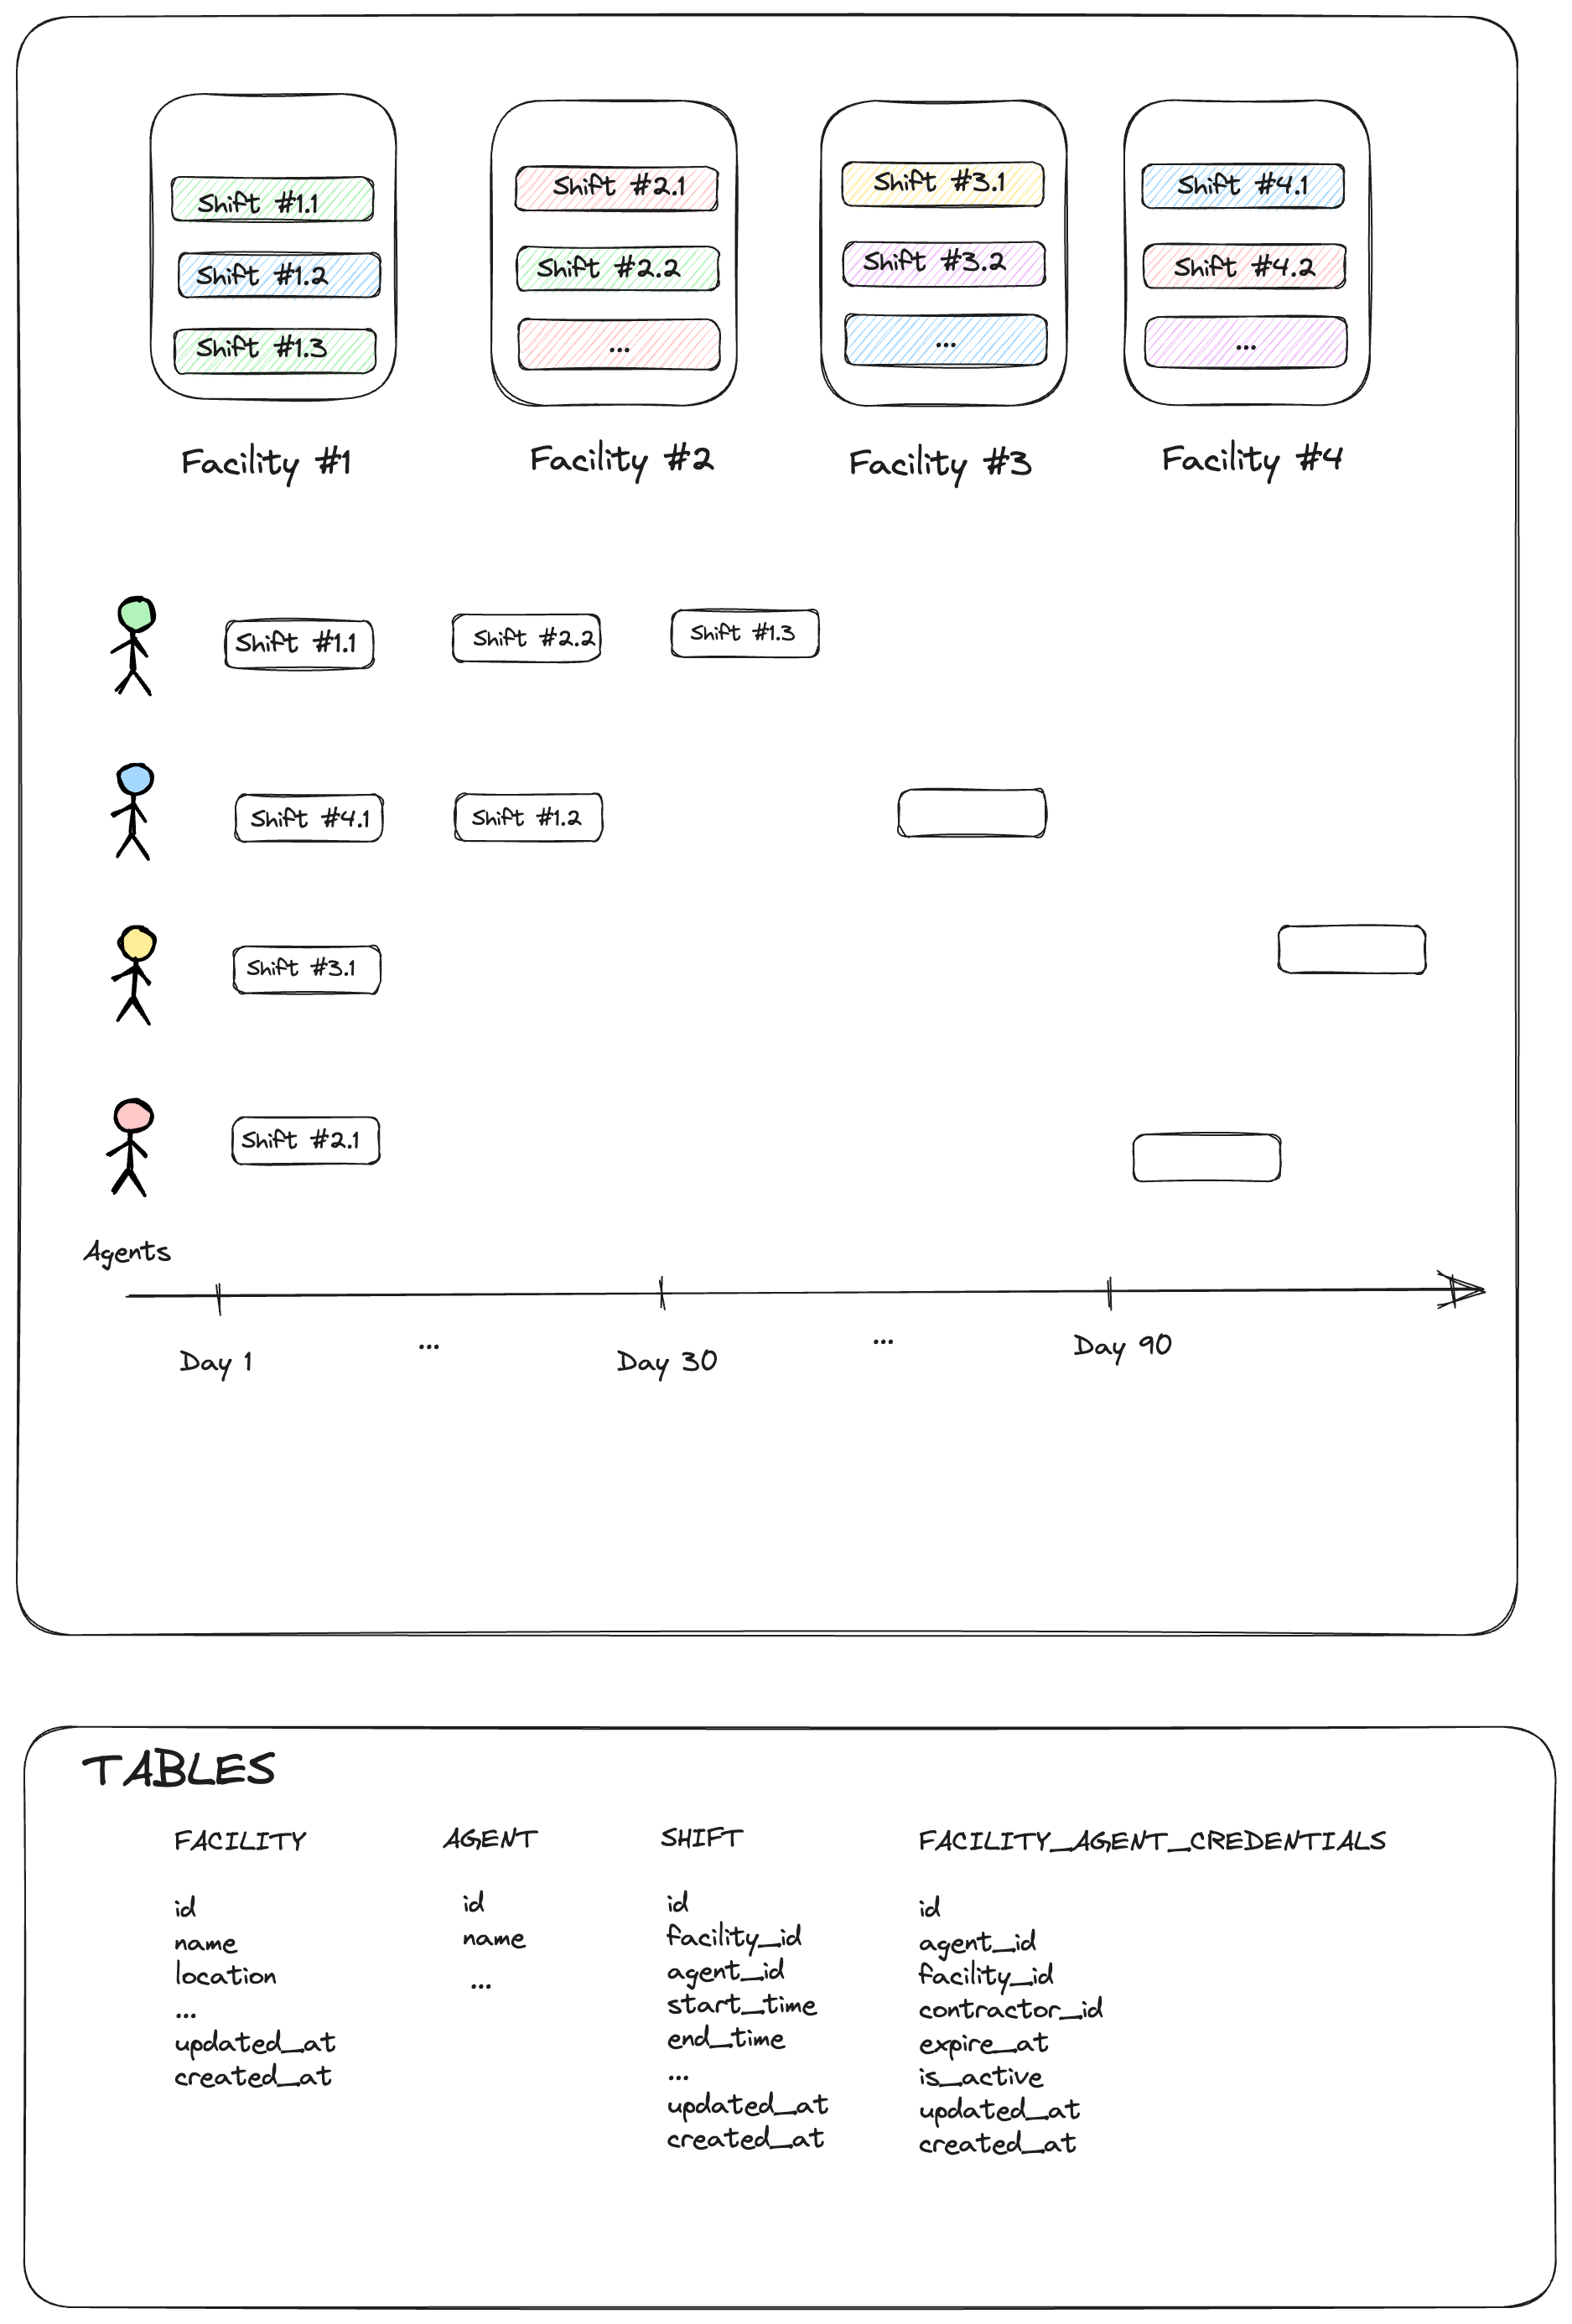 Shift #1.1
Shift #1.2
Shift #1.3
Shift #2.1
Shift #2.2
...
Shift #3.1
Shift #3.2
...
Shift #4.1
Shift #4.2
...
Facility #1
Facility #2
Facility #3
Facility #4
Shift #1.1
Shift #2.2
Shift #1.3
Shift #4.1
Shift #1.2
Shift #3.1
Shift #2.1
Agents
Day 1
...
Day 30
...
Day 90
TABLES
FACILITY
id
name
location
...
updated_at
created_at
AGENT
id
name
...
SHIFT
id
facility_id
agent_id
start_time
end_time
...
updated_at
created_at
FACILITY_AGENT_CREDENTIALS
id
agent_id
facility_id
contractor_id
expire_at
is_active
updated_at
created_at